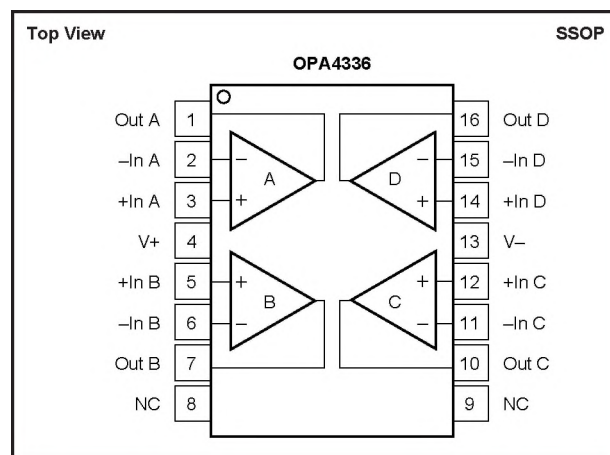 Top View SSOP
OPA4336
Out A 1 16 Out D
–In A 2 – – 15 –In D
A D
+In A 3 + + 14 +In D
V+ 4 13 V–
+In B 5 + + 12 +In C
B C
–In B 6 – – 11 –In C
Out B 7 10 Out C
NC 8 9 NC